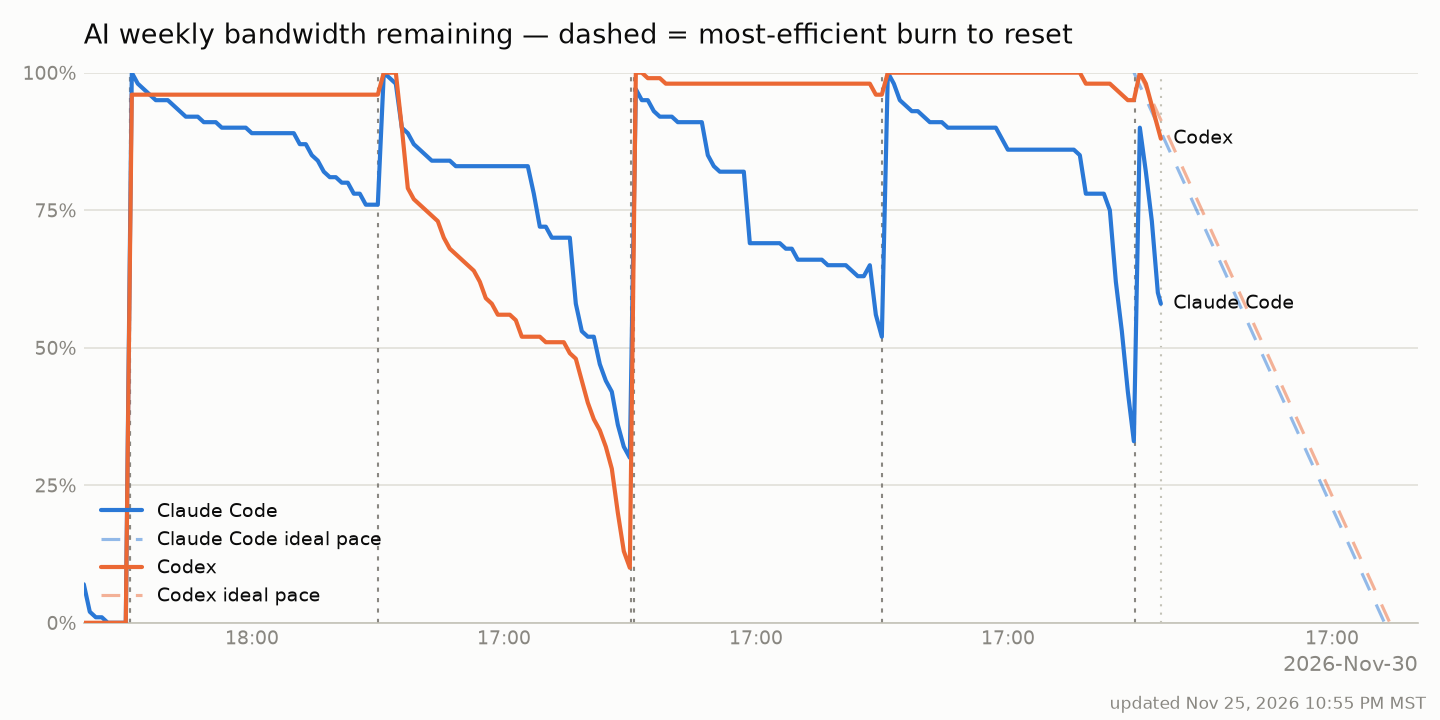 AI weekly bandwidth remaining — dashed = most-efficient burn to reset
100%
75%
50%
25%
0%
Codex
Claude Code
Claude Code
Claude Code ideal pace
Codex
Codex ideal pace
18:00
17:00
17:00
17:00
17:00
2026-Nov-30
updated Nov 25, 2026 10:55 PM MST